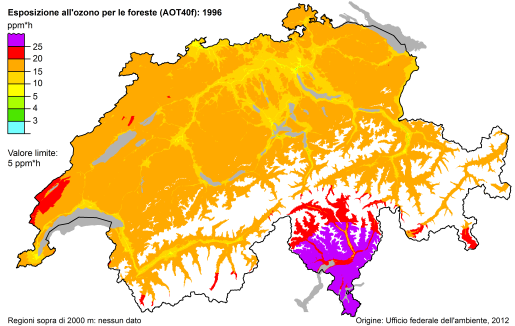 Esposizione all'ozono per le foreste (AOT40f): 1996
ppm*h
25
20
15
10
5
4
3
Valore limite:
5 ppm*h
Regioni sopra di 2000 m: nessun dato
Origine: Ufficio federale dell'ambiente, 2012